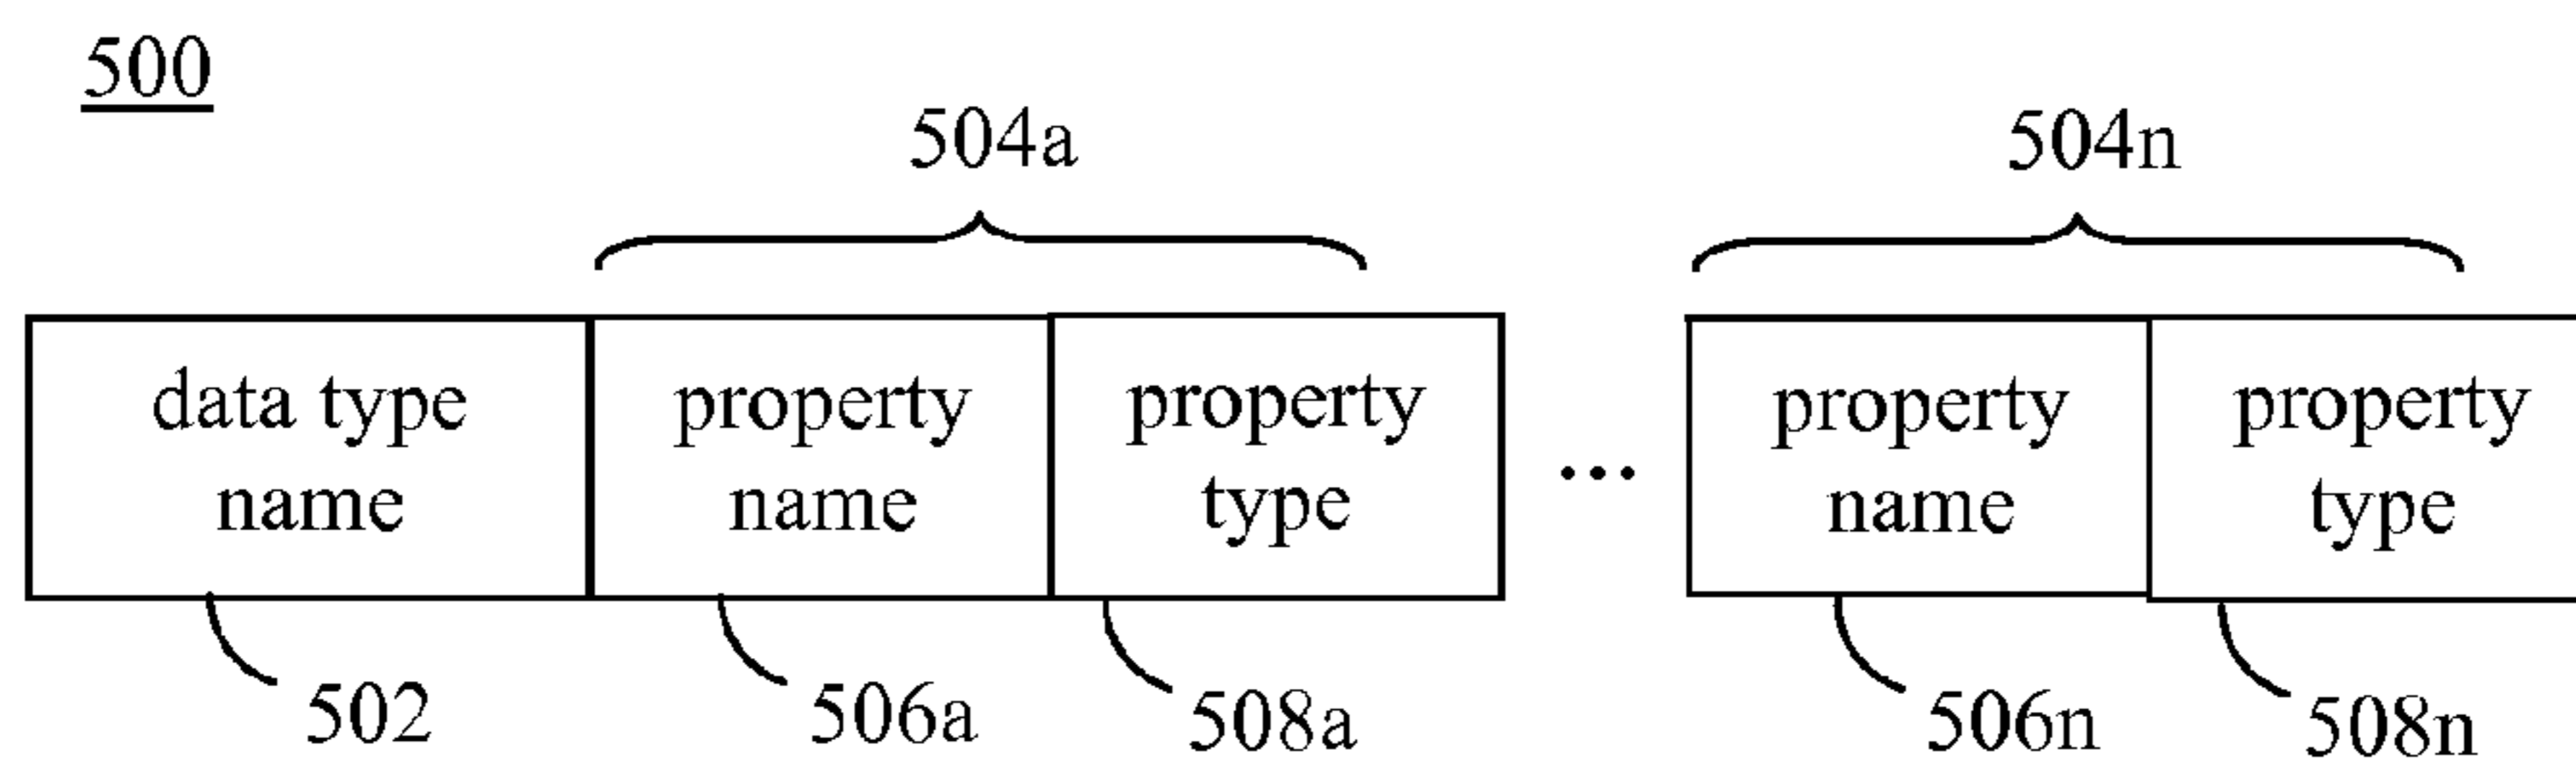 500
504a
504n
data type
name
property
name
property
type
...
property
name
property
type
502
506a
508a
506n
508n